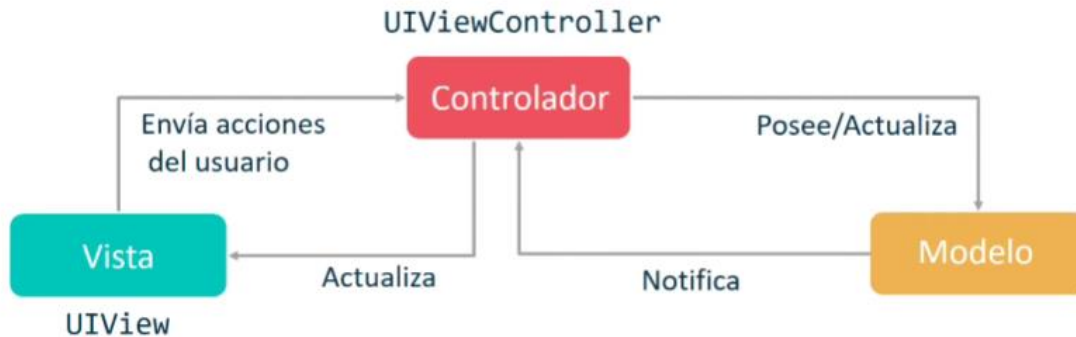 UIViewController
Controlador
Envía acciones
del usuario
Posee/Actualiza
Vista
Actualiza
Notifica
Modelo
UIView